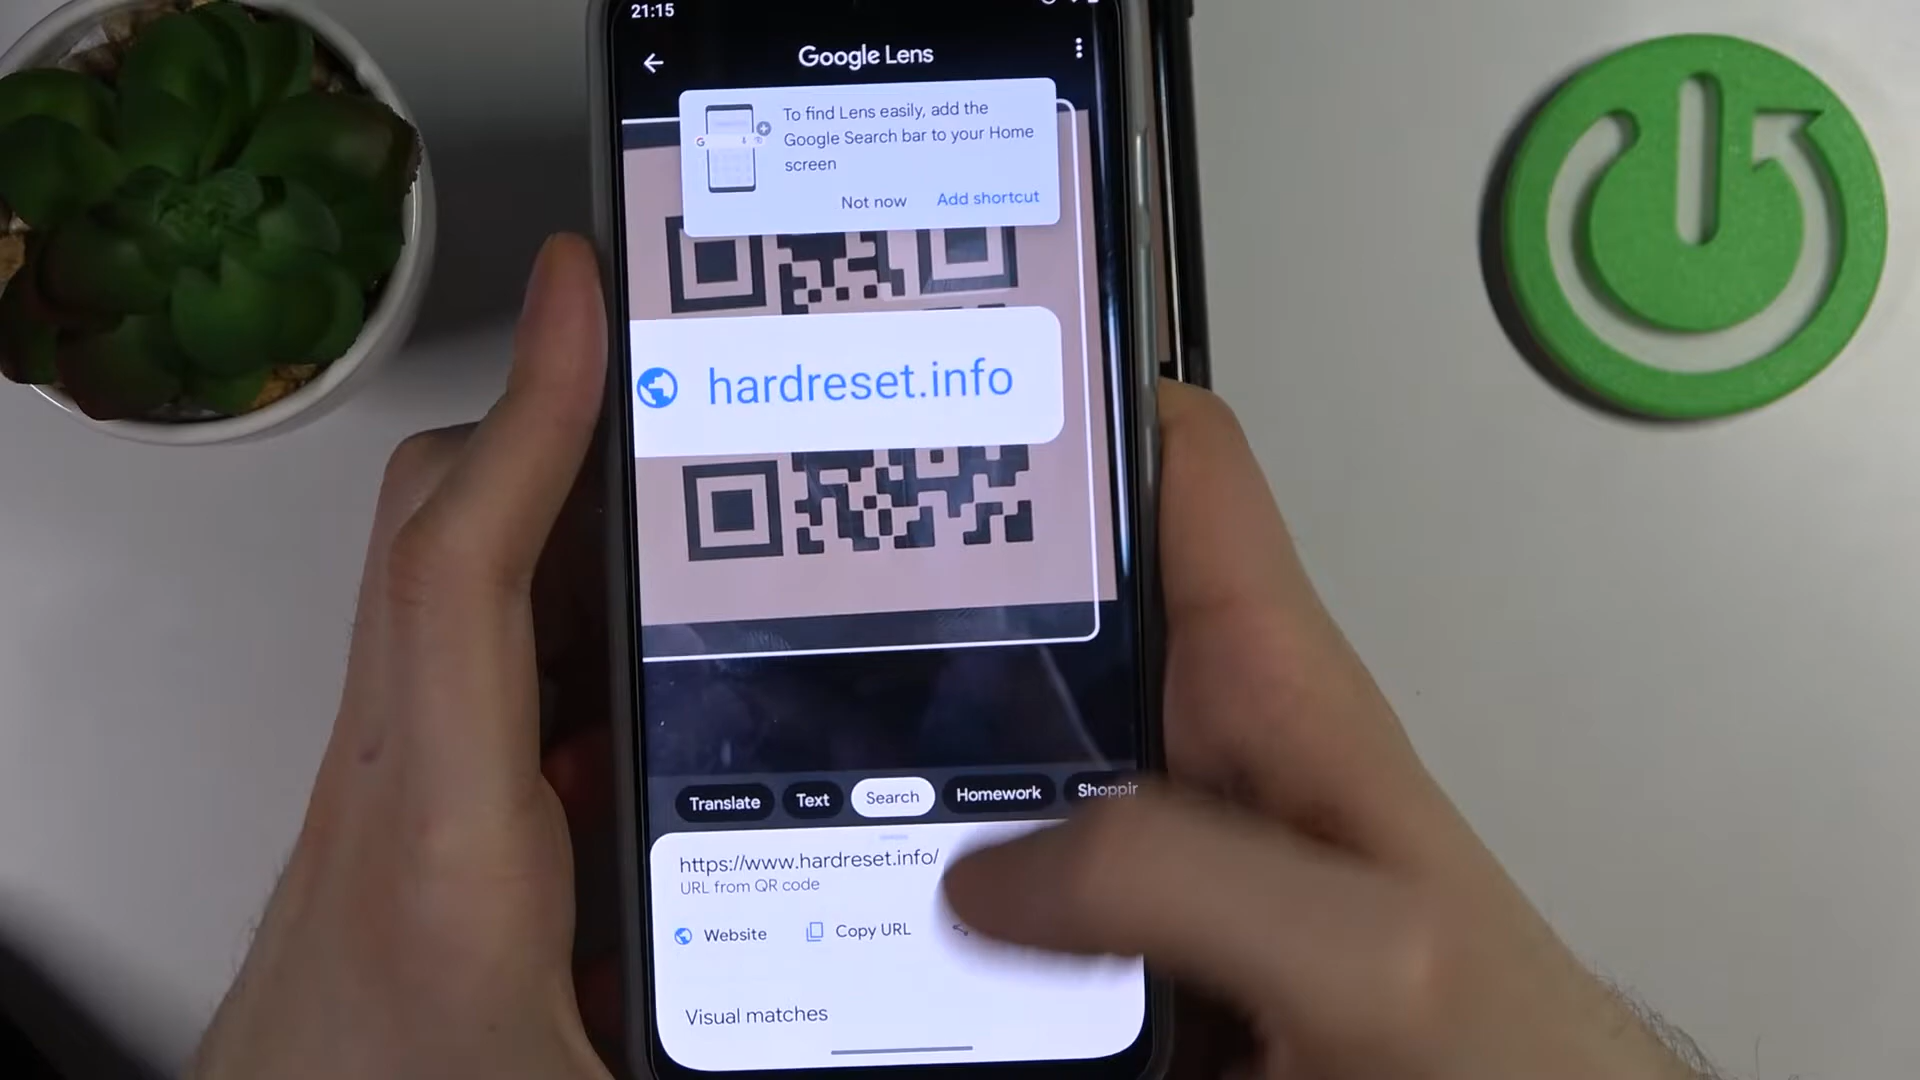 21:15
Google Lens
To find Lens easily, add the
Google Search bar to your Home
screen
Not now
Add shortcut
hardreset.info
Translate
Text
Search
Homework
Shoppin
https://www.hardreset.info/
URL from QR code
Website
Copy URL
Visual matches